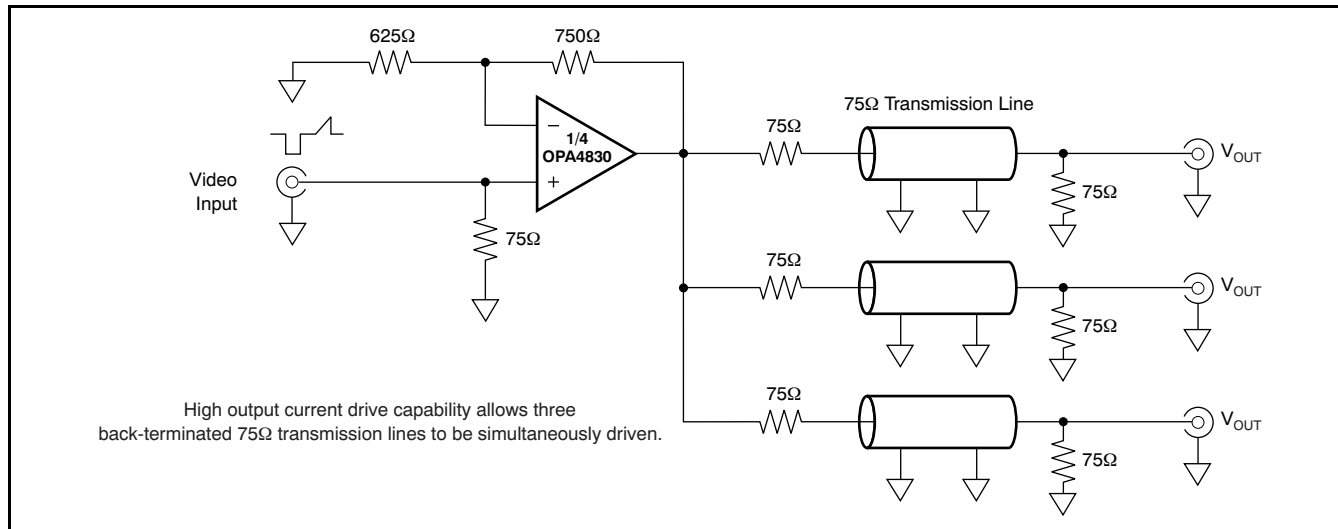 625Ω
750Ω
75Ω Transmission Line
75Ω
1/4
OPA4830
−
+
Video
Input
75Ω
75Ω
V_OUT
75Ω
75Ω
V_OUT
75Ω
75Ω
V_OUT
High output current drive capability allows three
back-terminated 75Ω transmission lines to be simultaneously driven.